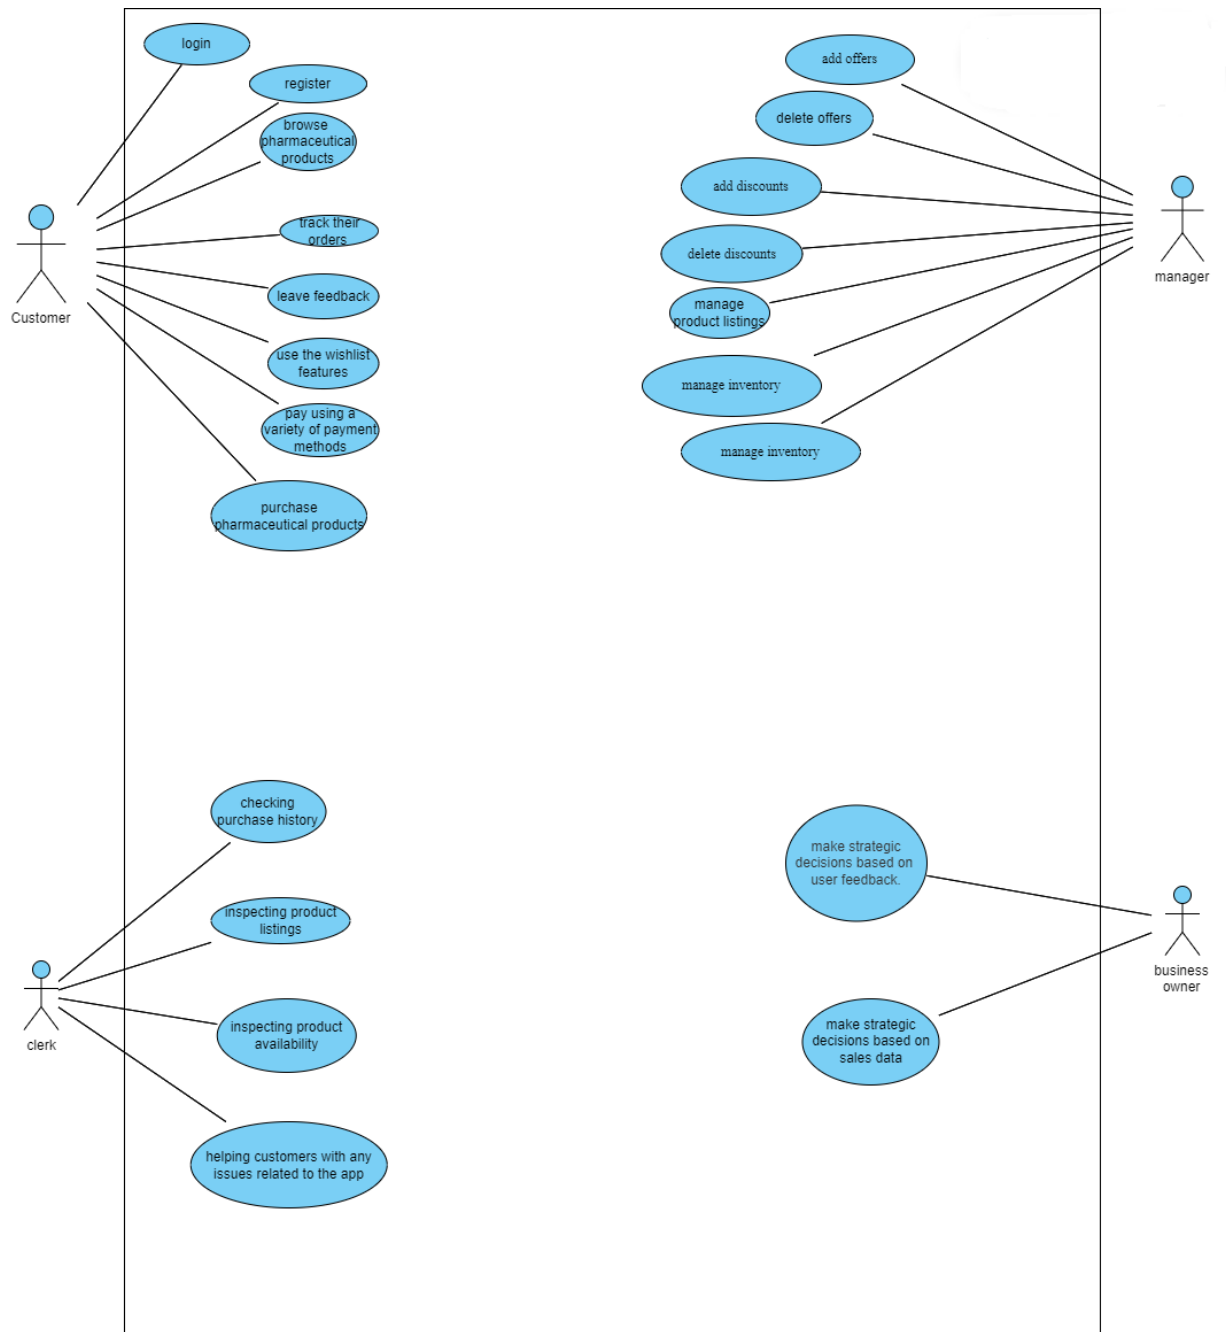 login
register
browse
pharmaceutical
products
track their
orders
leave feedback
use the wishlist
features
pay using a
variety of payment
methods
purchase
pharmaceutical products
Customer
add offers
delete offers
add discounts
delete discounts
manage
product listings
manage inventory
manage inventory
manager
checking
purchase history
inspecting product
listings
inspecting product
availability
helping customers with any
issues related to the app
clerk
make strategic
decisions based on
user feedback.
make strategic
decisions based on
sales data
business
owner